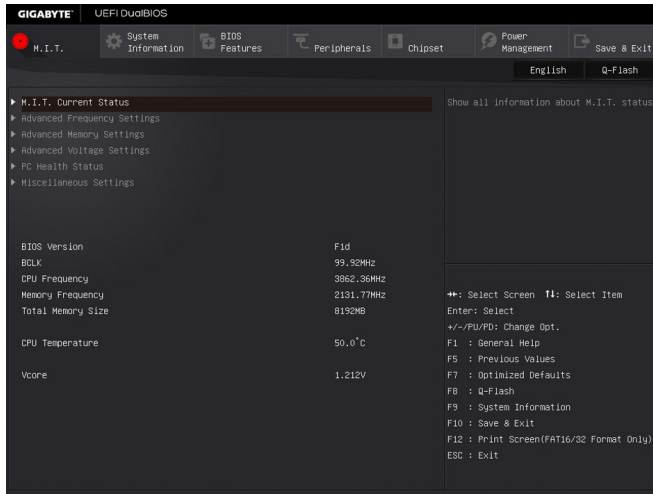 GIGABYTE™ UEFI DualBIOS
M.I.T.
System Information
BIOS Features
Peripherals
Chipset
Power Management
Save & Exit
English Q-Flash
M.I.T. Current Status
Advanced Frequency Settings
Advanced Memory Settings
Advanced Voltage Settings
PC Health Status
Miscellaneous Settings
Show all information about M.I.T. status
BIOS Version F1d
BCLK 99.92MHz
CPU Frequency 3862.36MHz
Memory Frequency 2131.77MHz
Total Memory Size 8192MB
CPU Temperature 50.0°C
Vcore 1.212V
→←: Select Screen ↑↓: Select Item
Enter: Select
+/-/PU/PD: Change Opt.
F1 : General Help
F5 : Previous Values
F7 : Optimized Defaults
F8 : Q-Flash
F9 : System Information
F10 : Save & Exit
F12 : Print Screen(FAT16/32 Format Only)
ESC : Exit